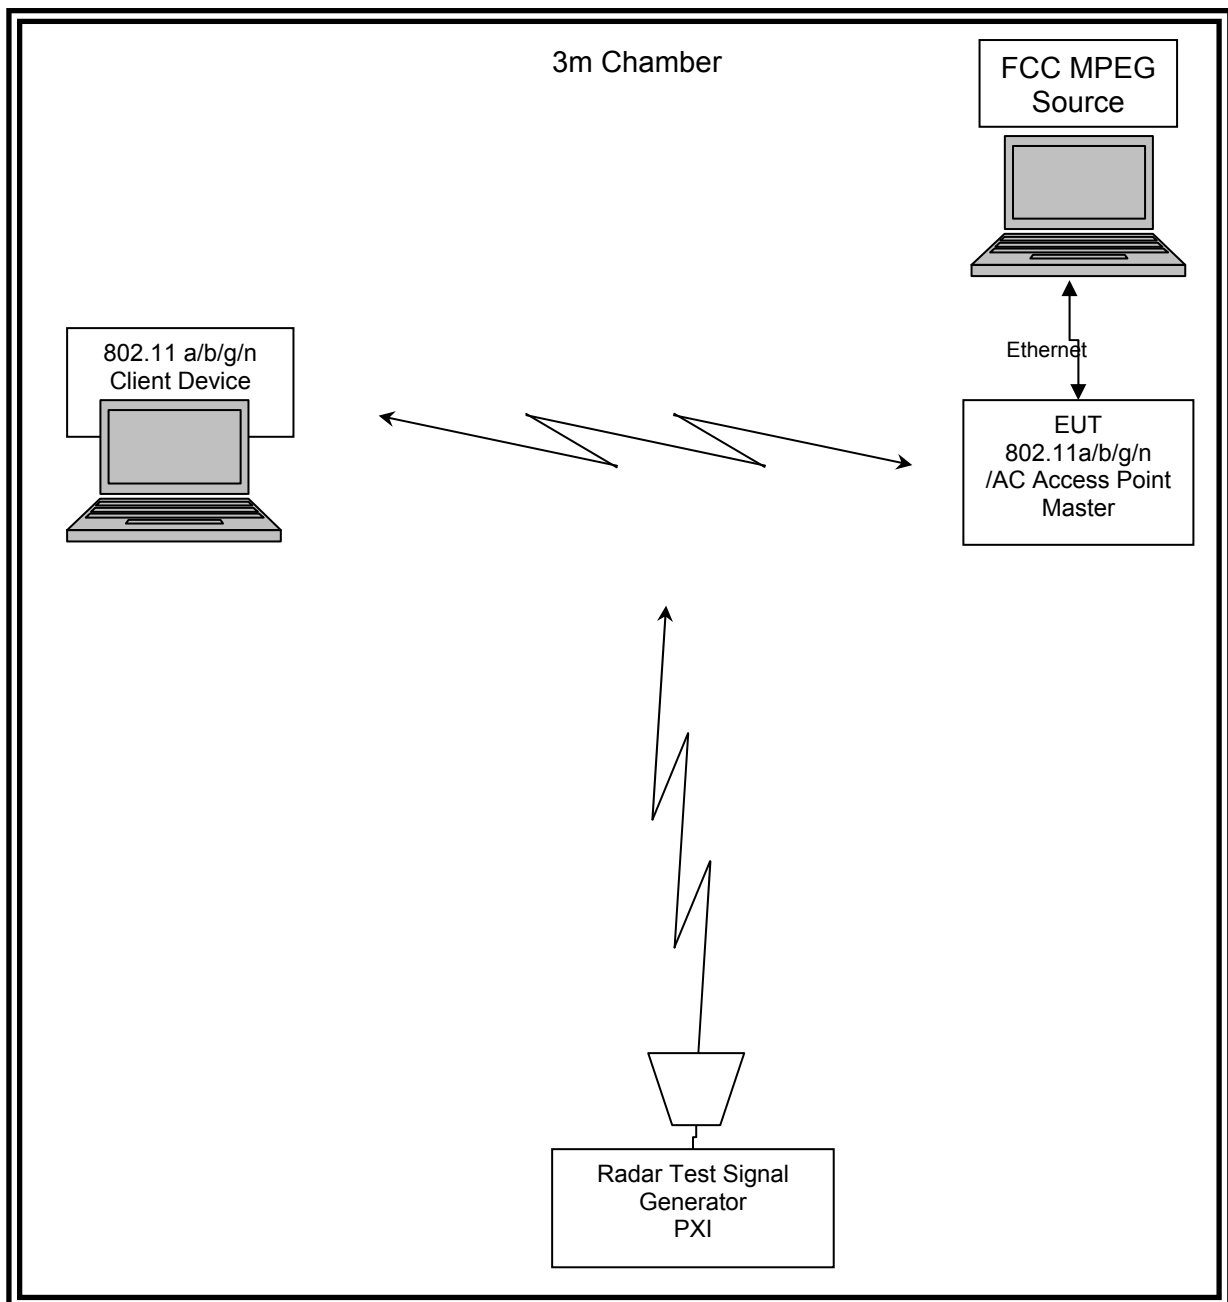 3m Chamber
FCC MPEG
Source
802.11 a/b/g/n
Client Device
Ethernet
EUT
802.11a/b/g/n
/AC Access Point
Master
Radar Test Signal
Generator
PXI